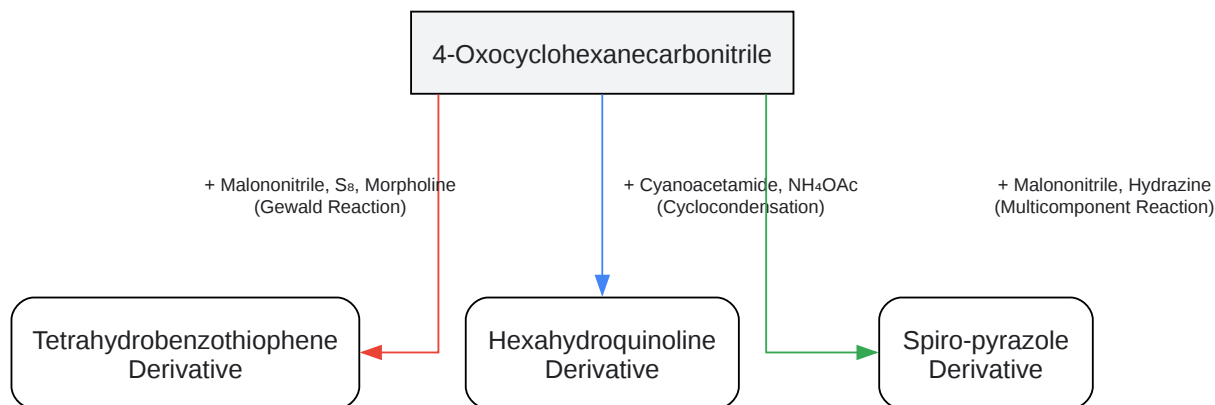 4-Oxocyclohexanecarbonitrile
+ Malononitrile, S₈, Morpholine
(Gewald Reaction)
+ Cyanoacetamide, NH₄OAc
(Cyclocondensation)
+ Malononitrile, Hydrazine
(Multicomponent Reaction)
Tetrahydrobenzothiophene
Derivative
Hexahydroquinoline
Derivative
Spiro-pyrazole
Derivative